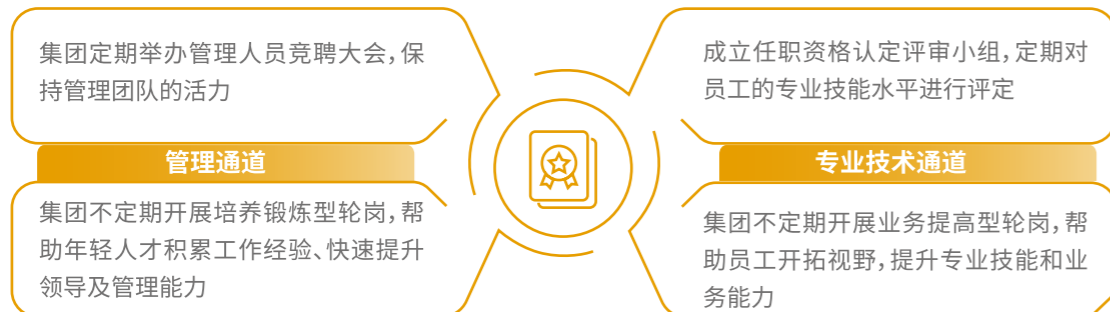 集团定期举办管理人员竞聘大会，保
持管理团队的活力
管理通道
集团不定期开展培养锻炼型轮岗，帮
助年轻人才积累工作经验、快速提升
领导及管理能力
成立任职资格认定评审小组，定期对
员工的专业技能水平进行评定
专业技术通道
集团不定期开展业务提高型轮岗，帮
助员工开拓视野，提升专业技能和业
务能力